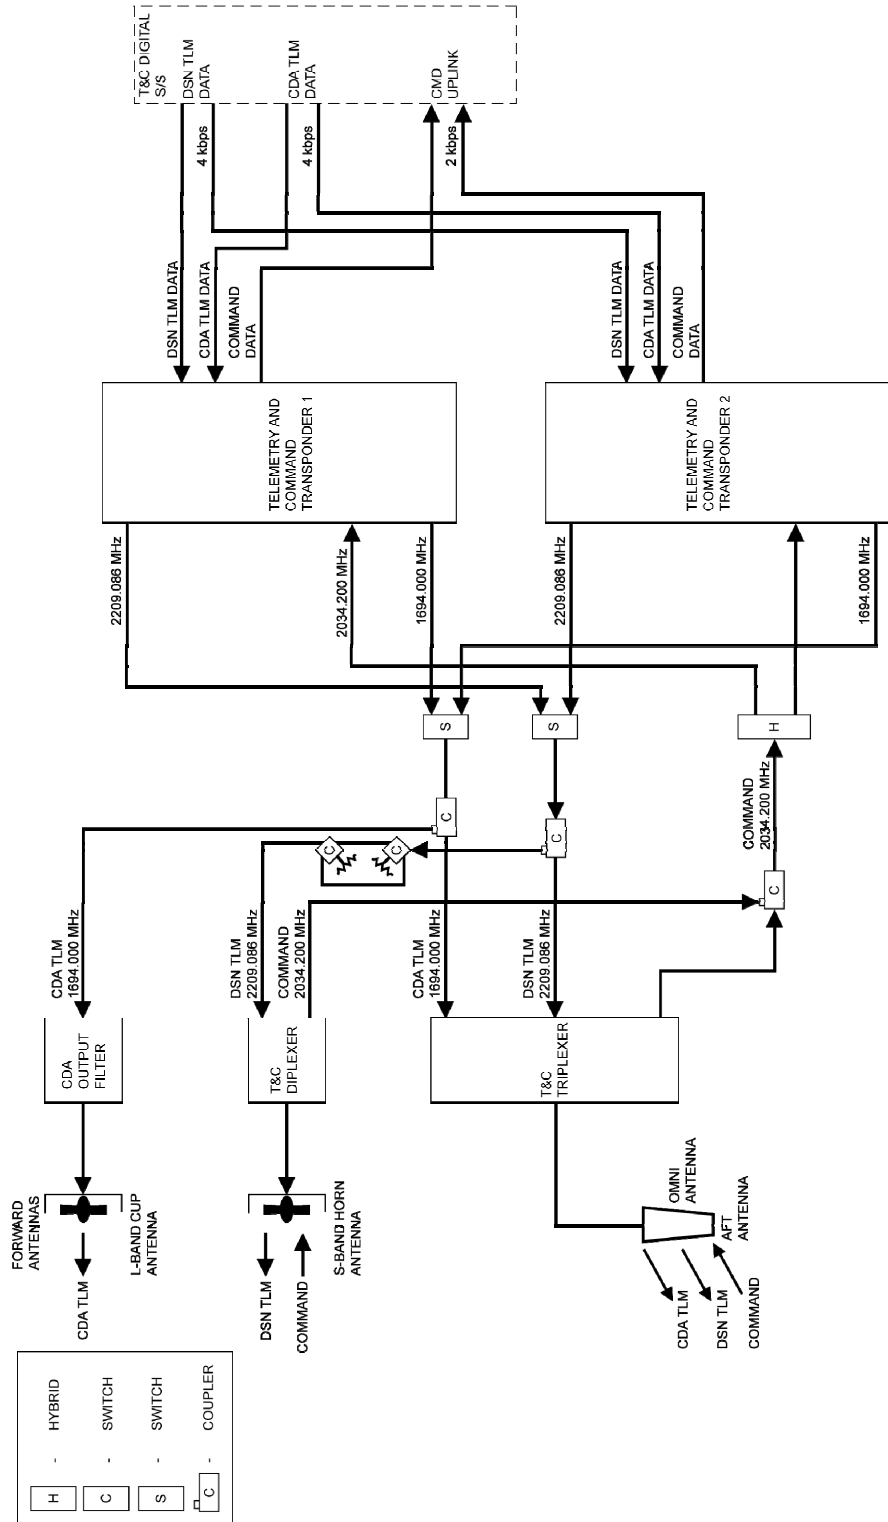 T&C DIGITAL
S/S
DSN TLM
DATA
4 kbps
CDA TLM
DATA
4 kbps
CMD
UPLINK
2 kbps
DSN TLM DATA
CDA TLM DATA
COMMAND
DATA
DSN TLM DATA
CDA TLM DATA
COMMAND
DATA
TELEMETRY AND
COMMAND
TRANSPONDER 1
TELEMETRY AND
COMMAND
TRANSPONDER 2
2209.086 MHz
2034.200 MHz
1694.000 MHz
2209.086 MHz
1694.000 MHz
S
S
H
C
C
C
C
C
COMMAND
2034.200 MHz
CDA TLM
1694.000 MHz
DSN TLM
2209.086 MHz
COMMAND
2034.200 MHz
CDA TLM
1694.000 MHz
DSN TLM
2209.086 MHz
CDA
OUTPUT
FILTER
T&C
DIPLEXER
T&C
TRIPLEXER
FORWARD
ANTENNAS
L-BAND CUP
ANTENNA
CDA TLM
S-BAND HORN
ANTENNA
DSN TLM
COMMAND
OMNI
ANTENNA
AFT
ANTENNA
CDA TLM
DSN TLM
COMMAND
H - HYBRID
C - SWITCH
S - SWITCH
C - COUPLER